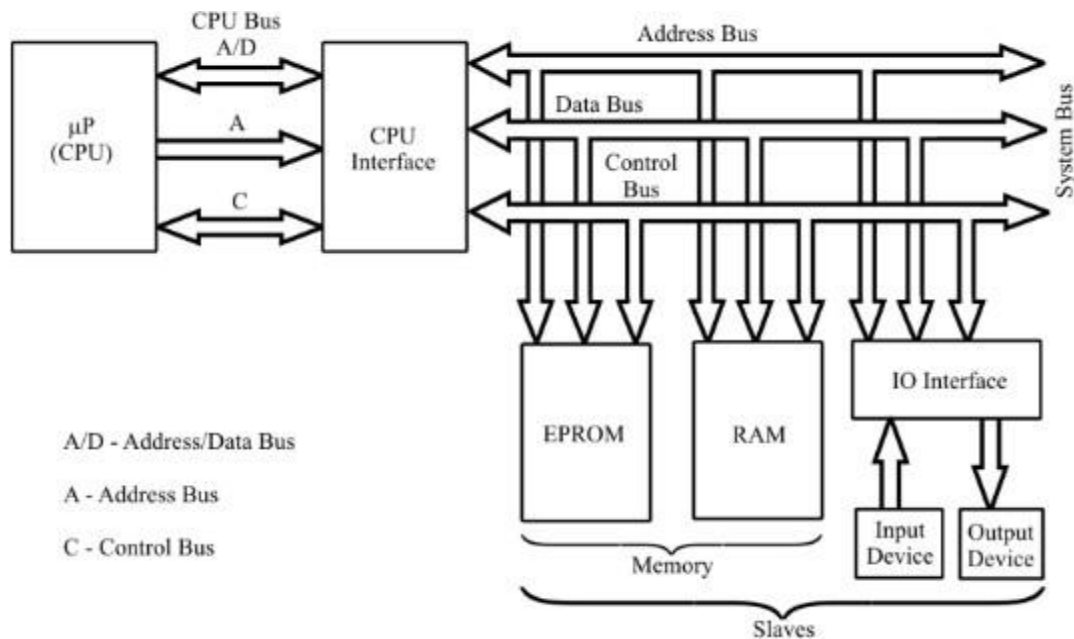 CPU Bus
A/D
Address Bus
µP
(CPU)
A
CPU
Interface
Data Bus
Control
Bus
C
System Bus
EPROM
RAM
IO Interface
A/D - Address/Data Bus
A - Address Bus
C - Control Bus
Input
Device
Output
Device
Memory
Slaves